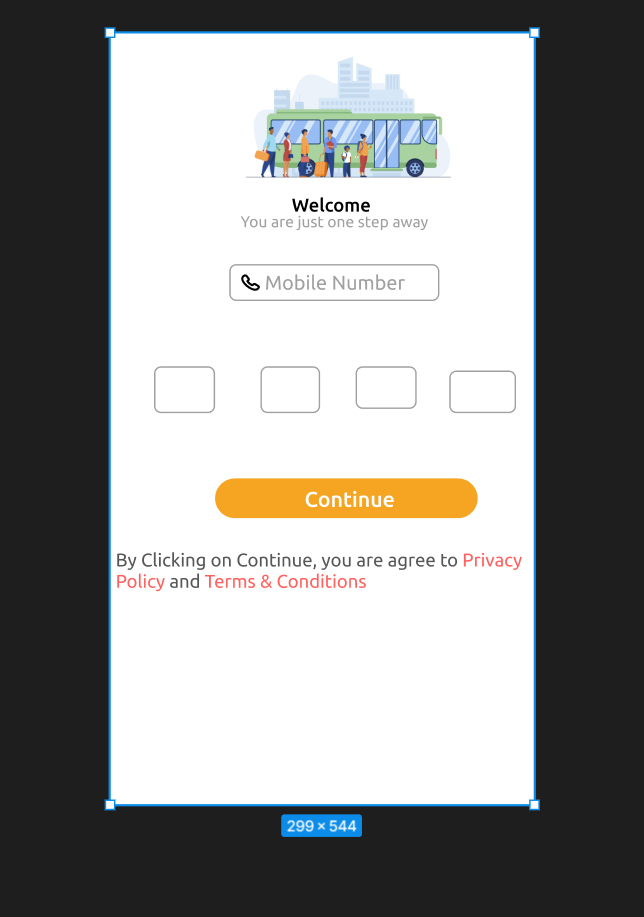 Welcome
You are just one step away
Mobile Number
Continue
By Clicking on Continue, you are agree to Privacy
Policy and Terms & Conditions
299 × 544